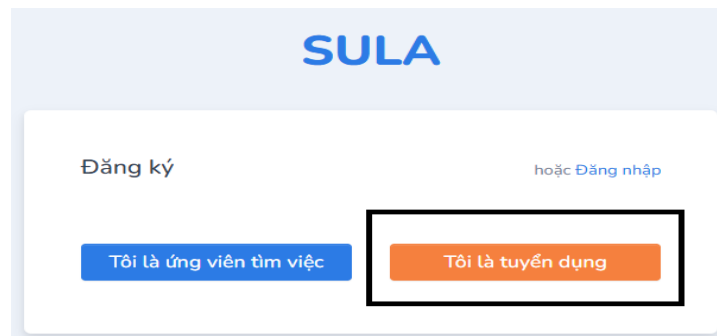 SULA
Đăng ký
hoặc Đăng nhập
Tôi là ứng viên tìm việc
Tôi là tuyển dụng